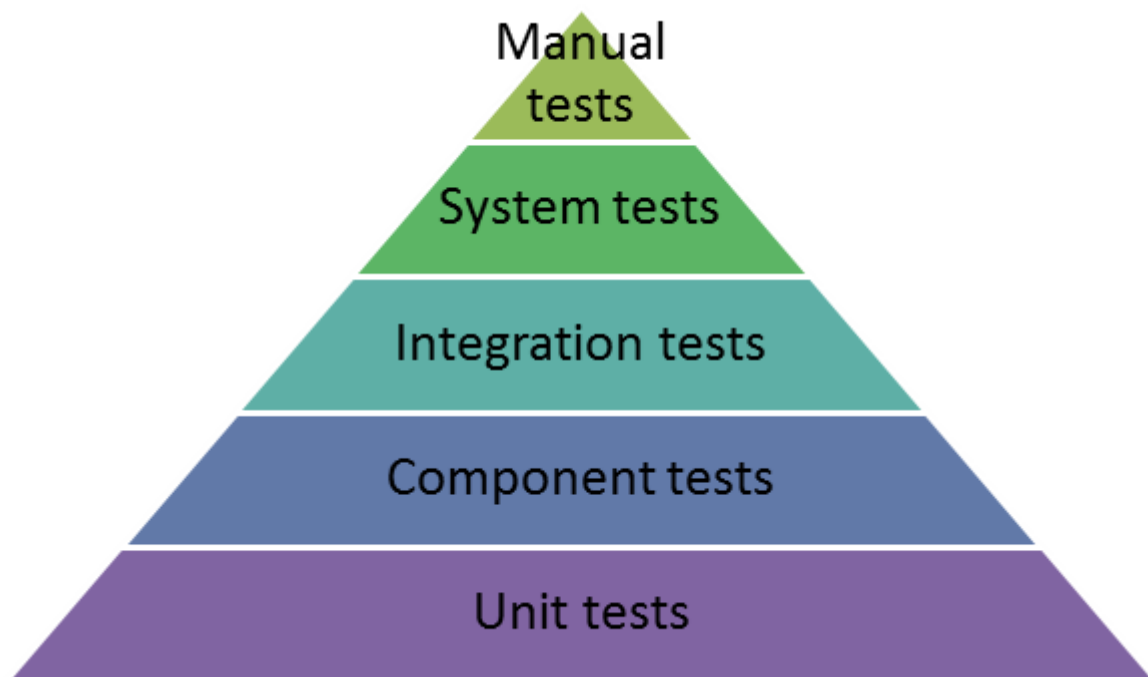 Manual
tests
System tests
Integration tests
Component tests
Unit tests